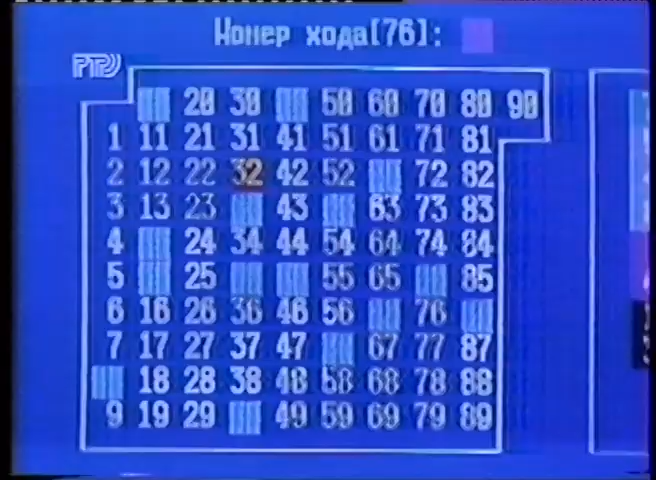 Номер хода[76]:
РТР
20 30 50 60 70 80 90
1 11 21 31 41 51 61 71 81
2 12 22 32 42 52 72 82
3 13 23 43 63 73 83
4 24 34 44 54 64 74 84
5 25 55 65 85
6 16 26 36 46 56 76
7 17 27 37 47 67 77 87
18 28 38 48 58 68 78 88
9 19 29 49 59 69 79 89